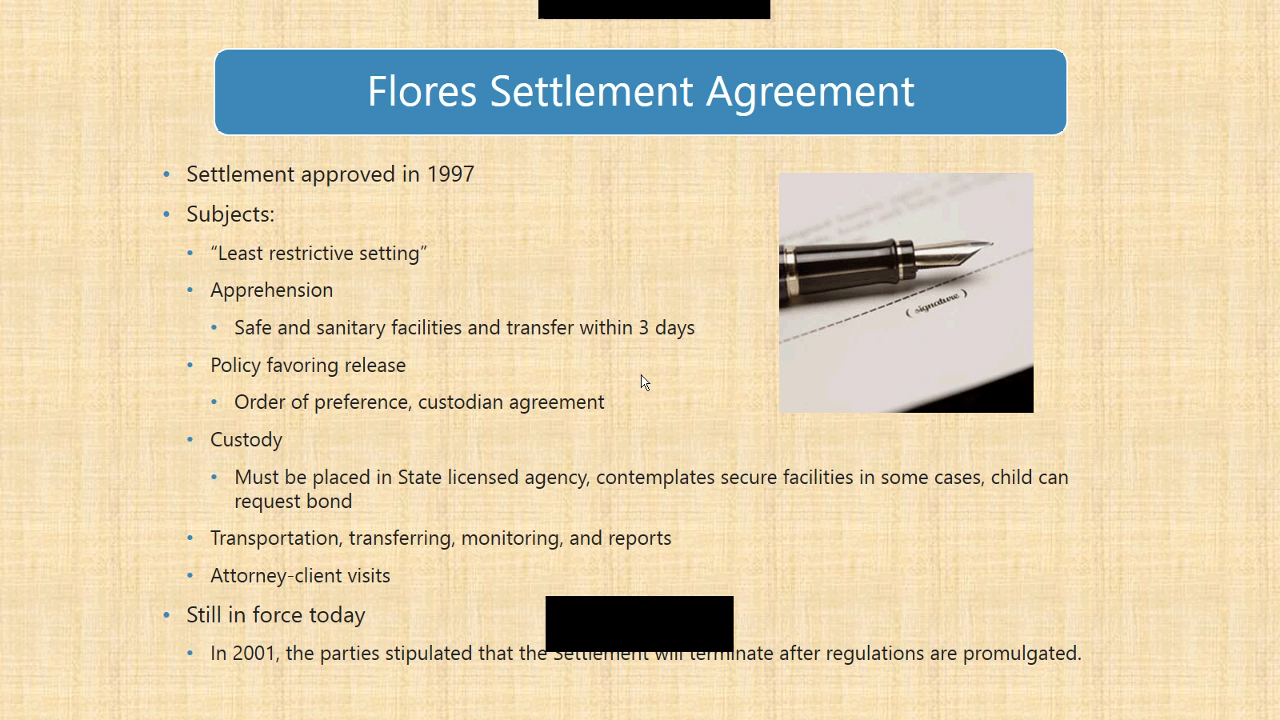 Flores Settlement Agreement
Settlement approved in 1997
Subjects:
“Least restrictive setting”
Apprehension
Safe and sanitary facilities and transfer within 3 days
( signature )
Policy favoring release
Order of preference, custodian agreement
Custody
Must be placed in State licensed agency, contemplates secure facilities in some cases, child can
request bond
Transportation, transferring, monitoring, and reports
Attorney-client visits
Still in force today
In 2001, the parties stipulated that the Settlement will terminate after regulations are promulgated.